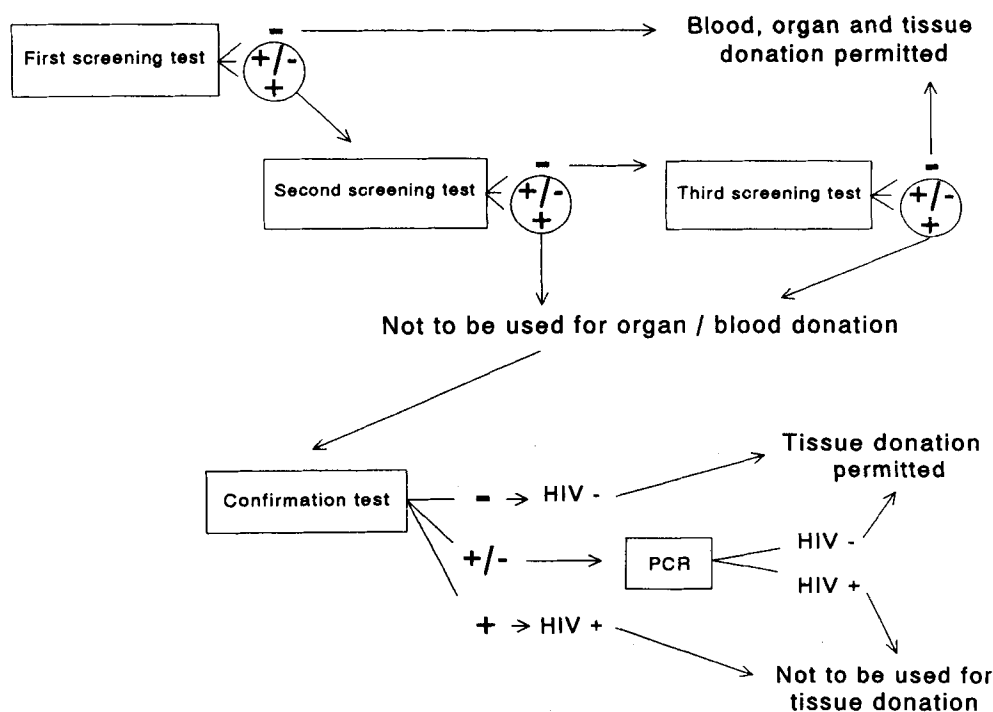 -
Blood, organ and tissue
donation permitted
First screening test
+/-
+
-
-
Second screening test
+/-
+
Third screening test
+/-
+
Not to be used for organ / blood donation
Tissue donation
permitted
Confirmation test
- HIV -
+/-
PCR
HIV -
HIV +
+ HIV +
Not to be used for
tissue donation